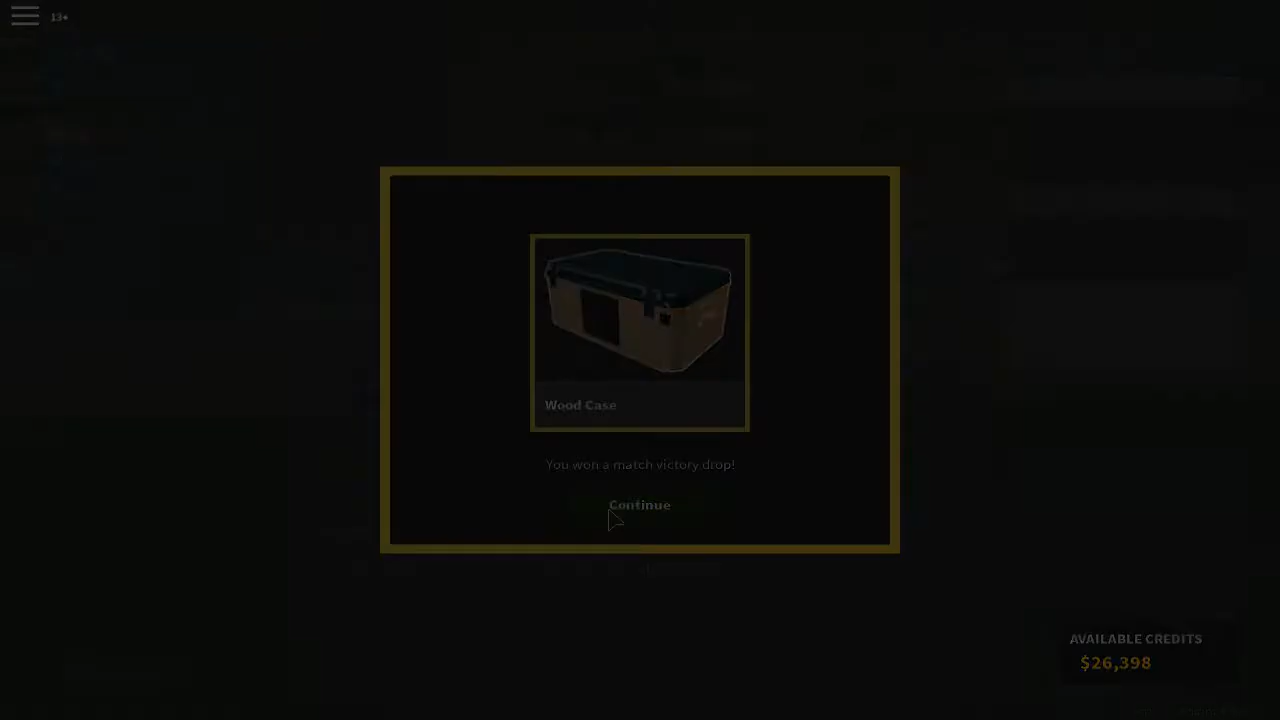 13+
Wood Case
You won a match victory drop!
Continue
AVAILABLE CREDITS
$26,398